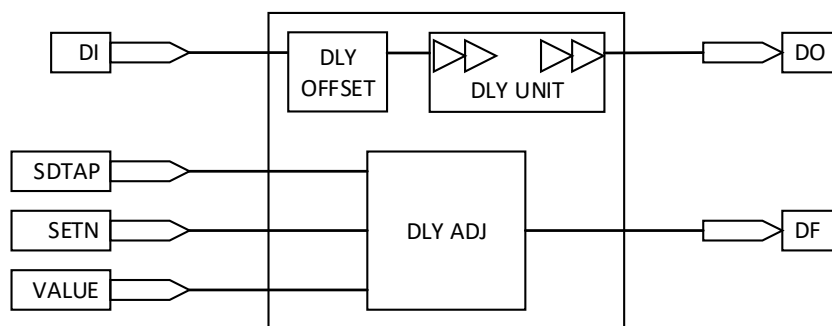 DI
DLY
OFFSET
DLY UNIT
DO
SDTAP
SETN
VALUE
DLY ADJ
DF